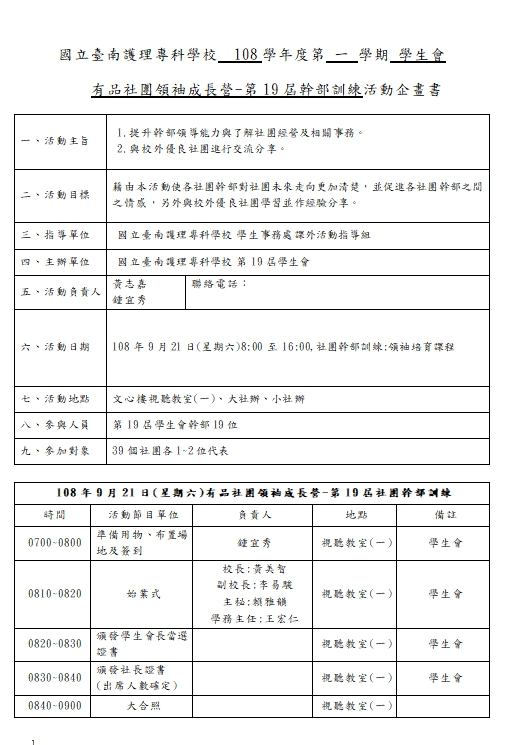 國立臺南護理專科學校 108 學年度第 一 學期 學生會
有品社團領袖成長營-第19屆幹部訓練活動企畫書
一、活動主旨
1.提升幹部領導能力與了解社團經營及相關事務。
2.與校外優良社團進行交流分享。
二、活動目標
藉由本活動使各社團幹部對社團未來走向更加清楚，並促進各社團幹部之間
之情感，另外與校外優良社團學習並作經驗分享。
三、指導單位
國立臺南護理專科學校 學生事務處課外活動指導組
四、主辦單位
國立臺南護理專科學校 第19屆學生會
五、活動負責人
黃志嘉
鍾宜秀
聯絡電話：
六、活動日期
108年9月21日(星期六)8:00 至 16:00,社團幹部訓練:領袖培育課程
七、活動地點
文心樓視聽教室(一)、大社辦、小社辦
八、參與人員
第19屆學生會幹部19位
九、參加對象
39個社團各1~2位代表
108年9月21日(星期六)有品社團領袖成長營-第19屆社團幹部訓練
時間 活動節目單位 負責人 地點 備註
0700~0800
準備用物、布置場
地及簽到
鍾宜秀
視聽教室(一)
學生會
0810~0820
始業式
校長:黃美智
副校長:李易駿
主秘:賴雅韻
學務主任:王宏仁
視聽教室(一)
學生會
0820~0830
頒發學生會長當選
證書
視聽教室(一)
學生會
0830~0840
頒發社長證書
(出席人數確定)
視聽教室(一)
學生會
0840~0900
大合照
視聽教室(一)
1